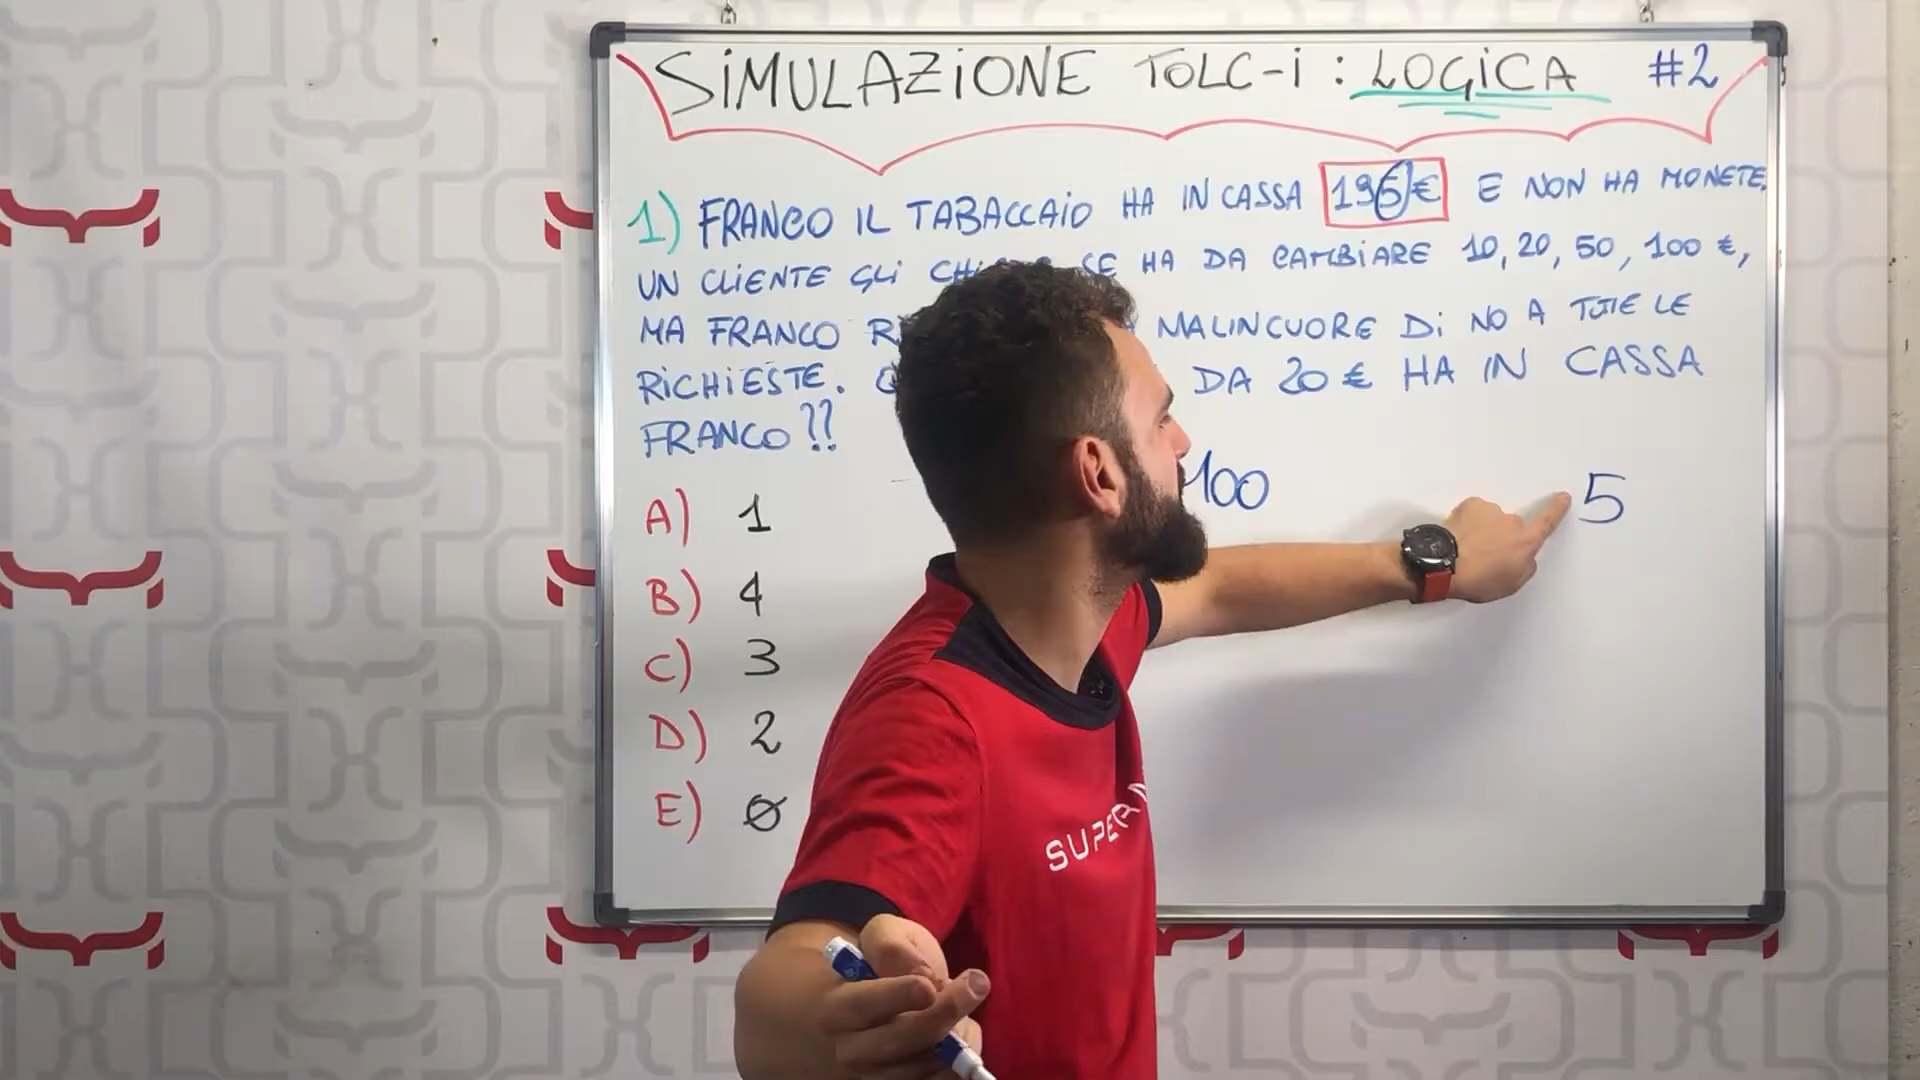 SIMULAZIONE TOLC-I : LOGICA #2
1) FRANCO IL TABACCAIO HA IN CASSA 195€ E NON HA MONETE.
UN CLIENTE GLI SE HA DA CAMBIARE 10, 20, 50, 100 €,
MA FRANCO MALINCUORE DI NO A TUTTE LE
RICHIESTE. DA 20 € HA IN CASSA
FRANCO ??
100 5
A) 1
B) 4
C) 3
D) 2
E) 0